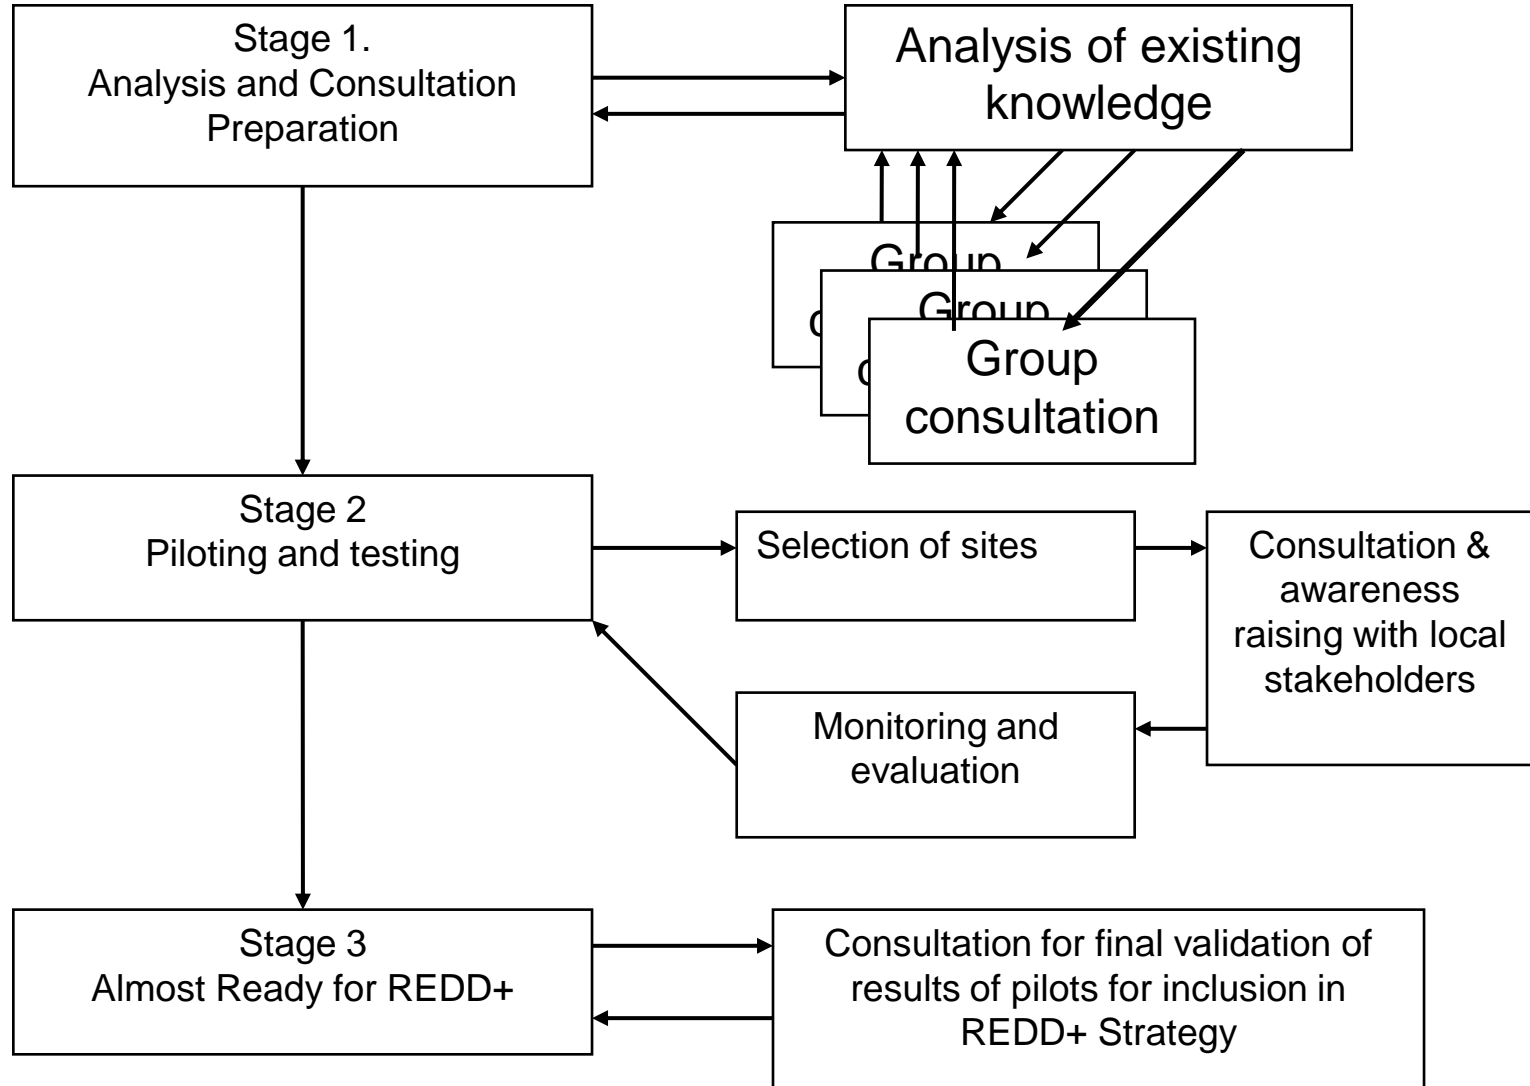 Stage 1.
Analysis and Consultation
Preparation
Analysis of existing
knowledge
Group
Group
Group
consultation
Stage 2
Piloting and testing
Selection of sites
Consultation &
awareness
raising with local
stakeholders
Monitoring and
evaluation
Stage 3
Almost Ready for REDD+
Consultation for final validation of
results of pilots for inclusion in
REDD+ Strategy